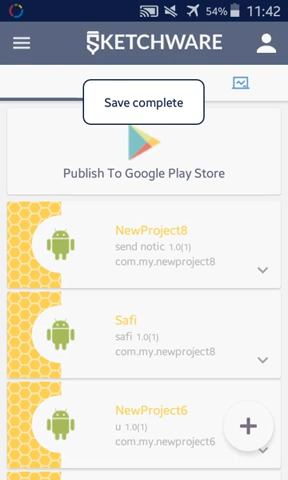 54% 11:42
SKETCHWARE
Save complete
Publish To Google Play Store
NewProject8
send notic 1.0(1)
com.my.newproject8
Safi
safi 1.0(1)
com.my.newproject8
NewProject6
u 1.0(1)
com.my.newproject6